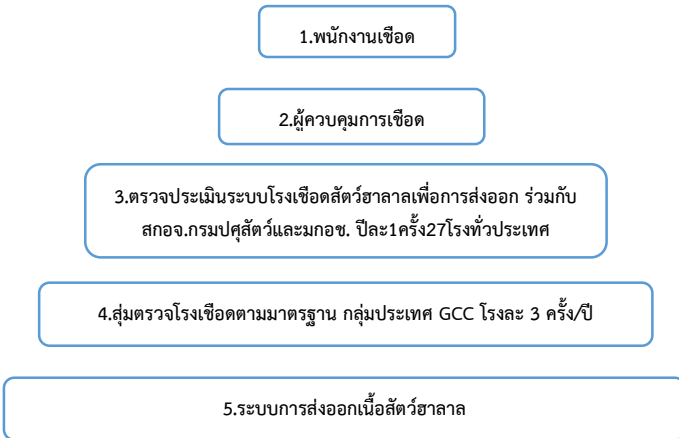 1.พนักงานเชือด
2.ผู้ควบคุมการเชือด
3.ตรวจประเมินระบบโรงเชือดสัตว์ฮาลาลเพื่อการส่งออก ร่วมกับ
สกอจ.กรมปศุสัตว์และมกอช. ปีละ1ครั้ง27โรงทั่วประเทศ
4.สุ่มตรวจโรงเชือดตามมาตรฐาน กลุ่มประเทศ GCC โรงละ 3 ครั้ง/ปี
5.ระบบการส่งออกเนื้อสัตว์ฮาลาล